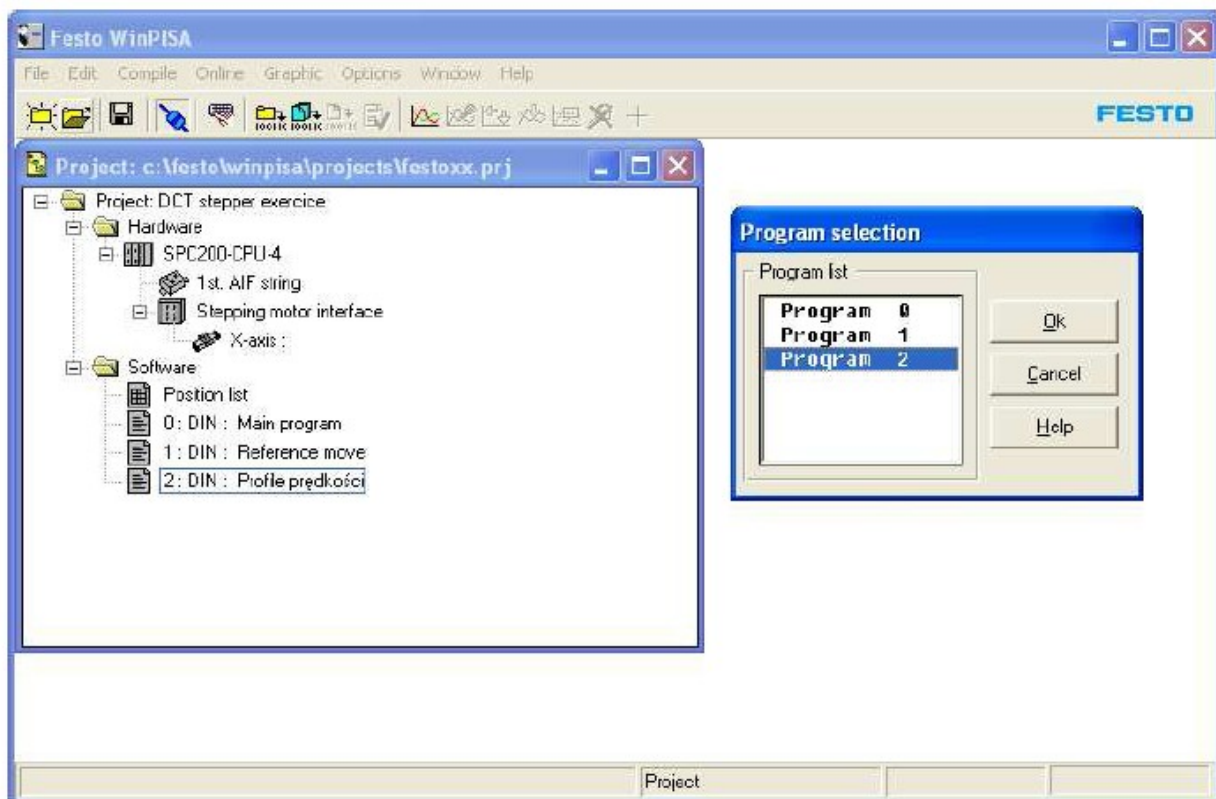 Festo WinPISA
File Edit Compile Online Graphic Options Window Help
FESTO
Project: c:\festo\winpisa\projects\festoxx.prj
Project: DCT stepper exercice
Hardware
SPC200-CPU-4
1st. AIF string
Stepping motor interface
X-axis :
Software
Position list
0: DIN : Main program
1: DIN : Reference move
2: DIN : Profile prędkości
Program selection
Program list
Program 0
Program 1
Program 2
Ok
Cancel
Help
Project